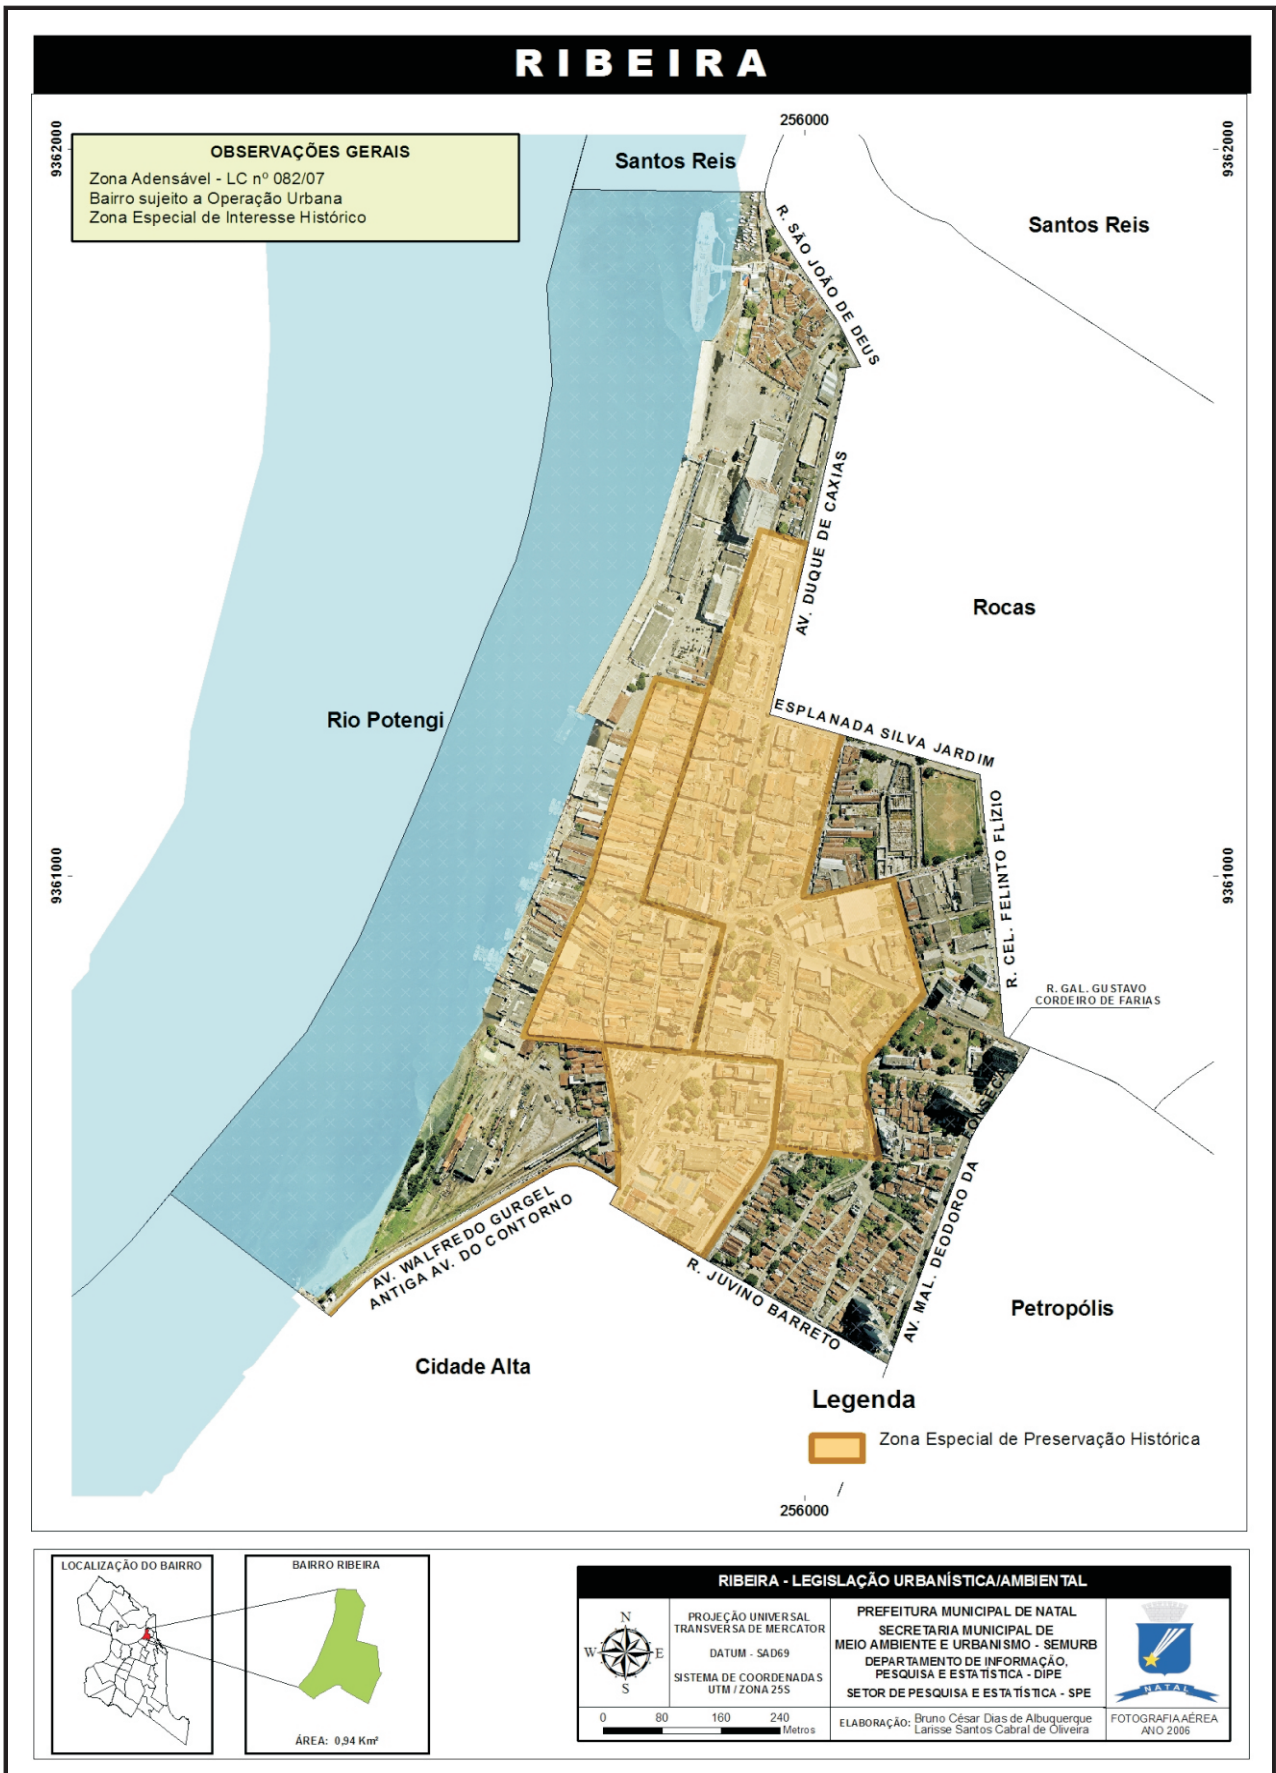 RIBEIRA
256000
9362000
9362000
OBSERVAÇÕES GERAIS
Zona Adensável - LC nº 082/07
Bairro sujeito a Operação Urbana
Zona Especial de Interesse Histórico
Santos Reis
Santos Reis
R. SÃO JOÃO DE DEUS
AV. DUQUE DE CAXIAS
Rocas
Rio Potengi
ESPLANADA SILVA JARDIM
R. CEL. FELINTO FLÍZIO
9361000
9361000
R. GAL. GUSTAVO
CORDEIRO DE FARIAS
AV. MAL. DEODORO DA FONSECA
AV. WALFREDO GURGEL
ANTIGA AV. DO CONTORNO
R. JUVINO BARRETO
Petropólis
Cidade Alta
Legenda
Zona Especial de Preservação Histórica
256000
LOCALIZAÇÃO DO BAIRRO
BAIRRO RIBEIRA
ÁREA: 0,94 Km²
RIBEIRA - LEGISLAÇÃO URBANÍSTICA/AMBIENTAL
N
W
E
S
PROJEÇÃO UNIVERSAL
TRANSVERSA DE MERCATOR
DATUM - SAD69
SISTEMA DE COORDENADAS
UTM / ZONA 25S
PREFEITURA MUNICIPAL DE NATAL
SECRETARIA MUNICIPAL DE
MEIO AMBIENTE E URBANISMO - SEMURB
DEPARTAMENTO DE INFORMAÇÃO,
PESQUISA E ESTATÍSTICA - DIPE
SETOR DE PESQUISA E ESTATÍSTICA - SPE
NATAL
0 80 160 240
Metros
ELABORAÇÃO: Bruno César Dias de Albuquerque
Larisse Santos Cabral de Oliveira
FOTOGRAFIA AÉREA
ANO 2006